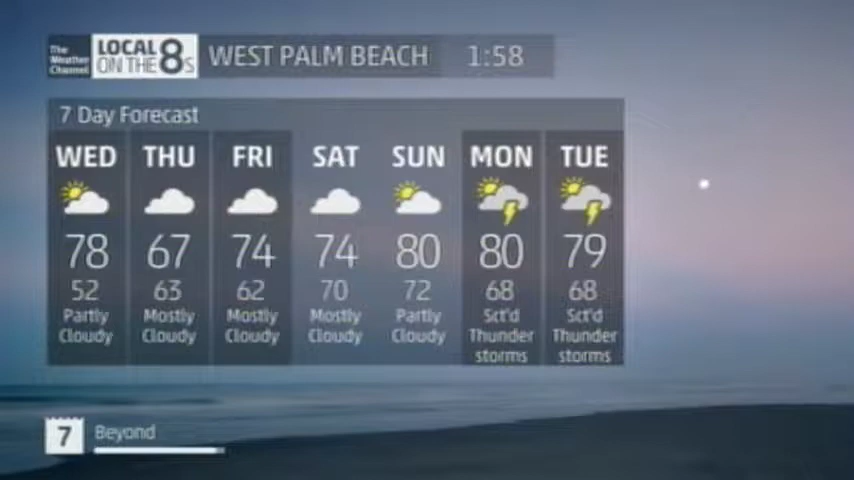 The Weather Channel LOCAL ON THE 8s WEST PALM BEACH 1:58
7 Day Forecast
WED THU FRI SAT SUN MON TUE
78 67 74 74 80 80 79
52 63 62 70 72 68 68
Partly Mostly Mostly Mostly Partly Sct'd Sct'd
Cloudy Cloudy Cloudy Cloudy Cloudy Thunder Thunder
storms storms
7 Beyond